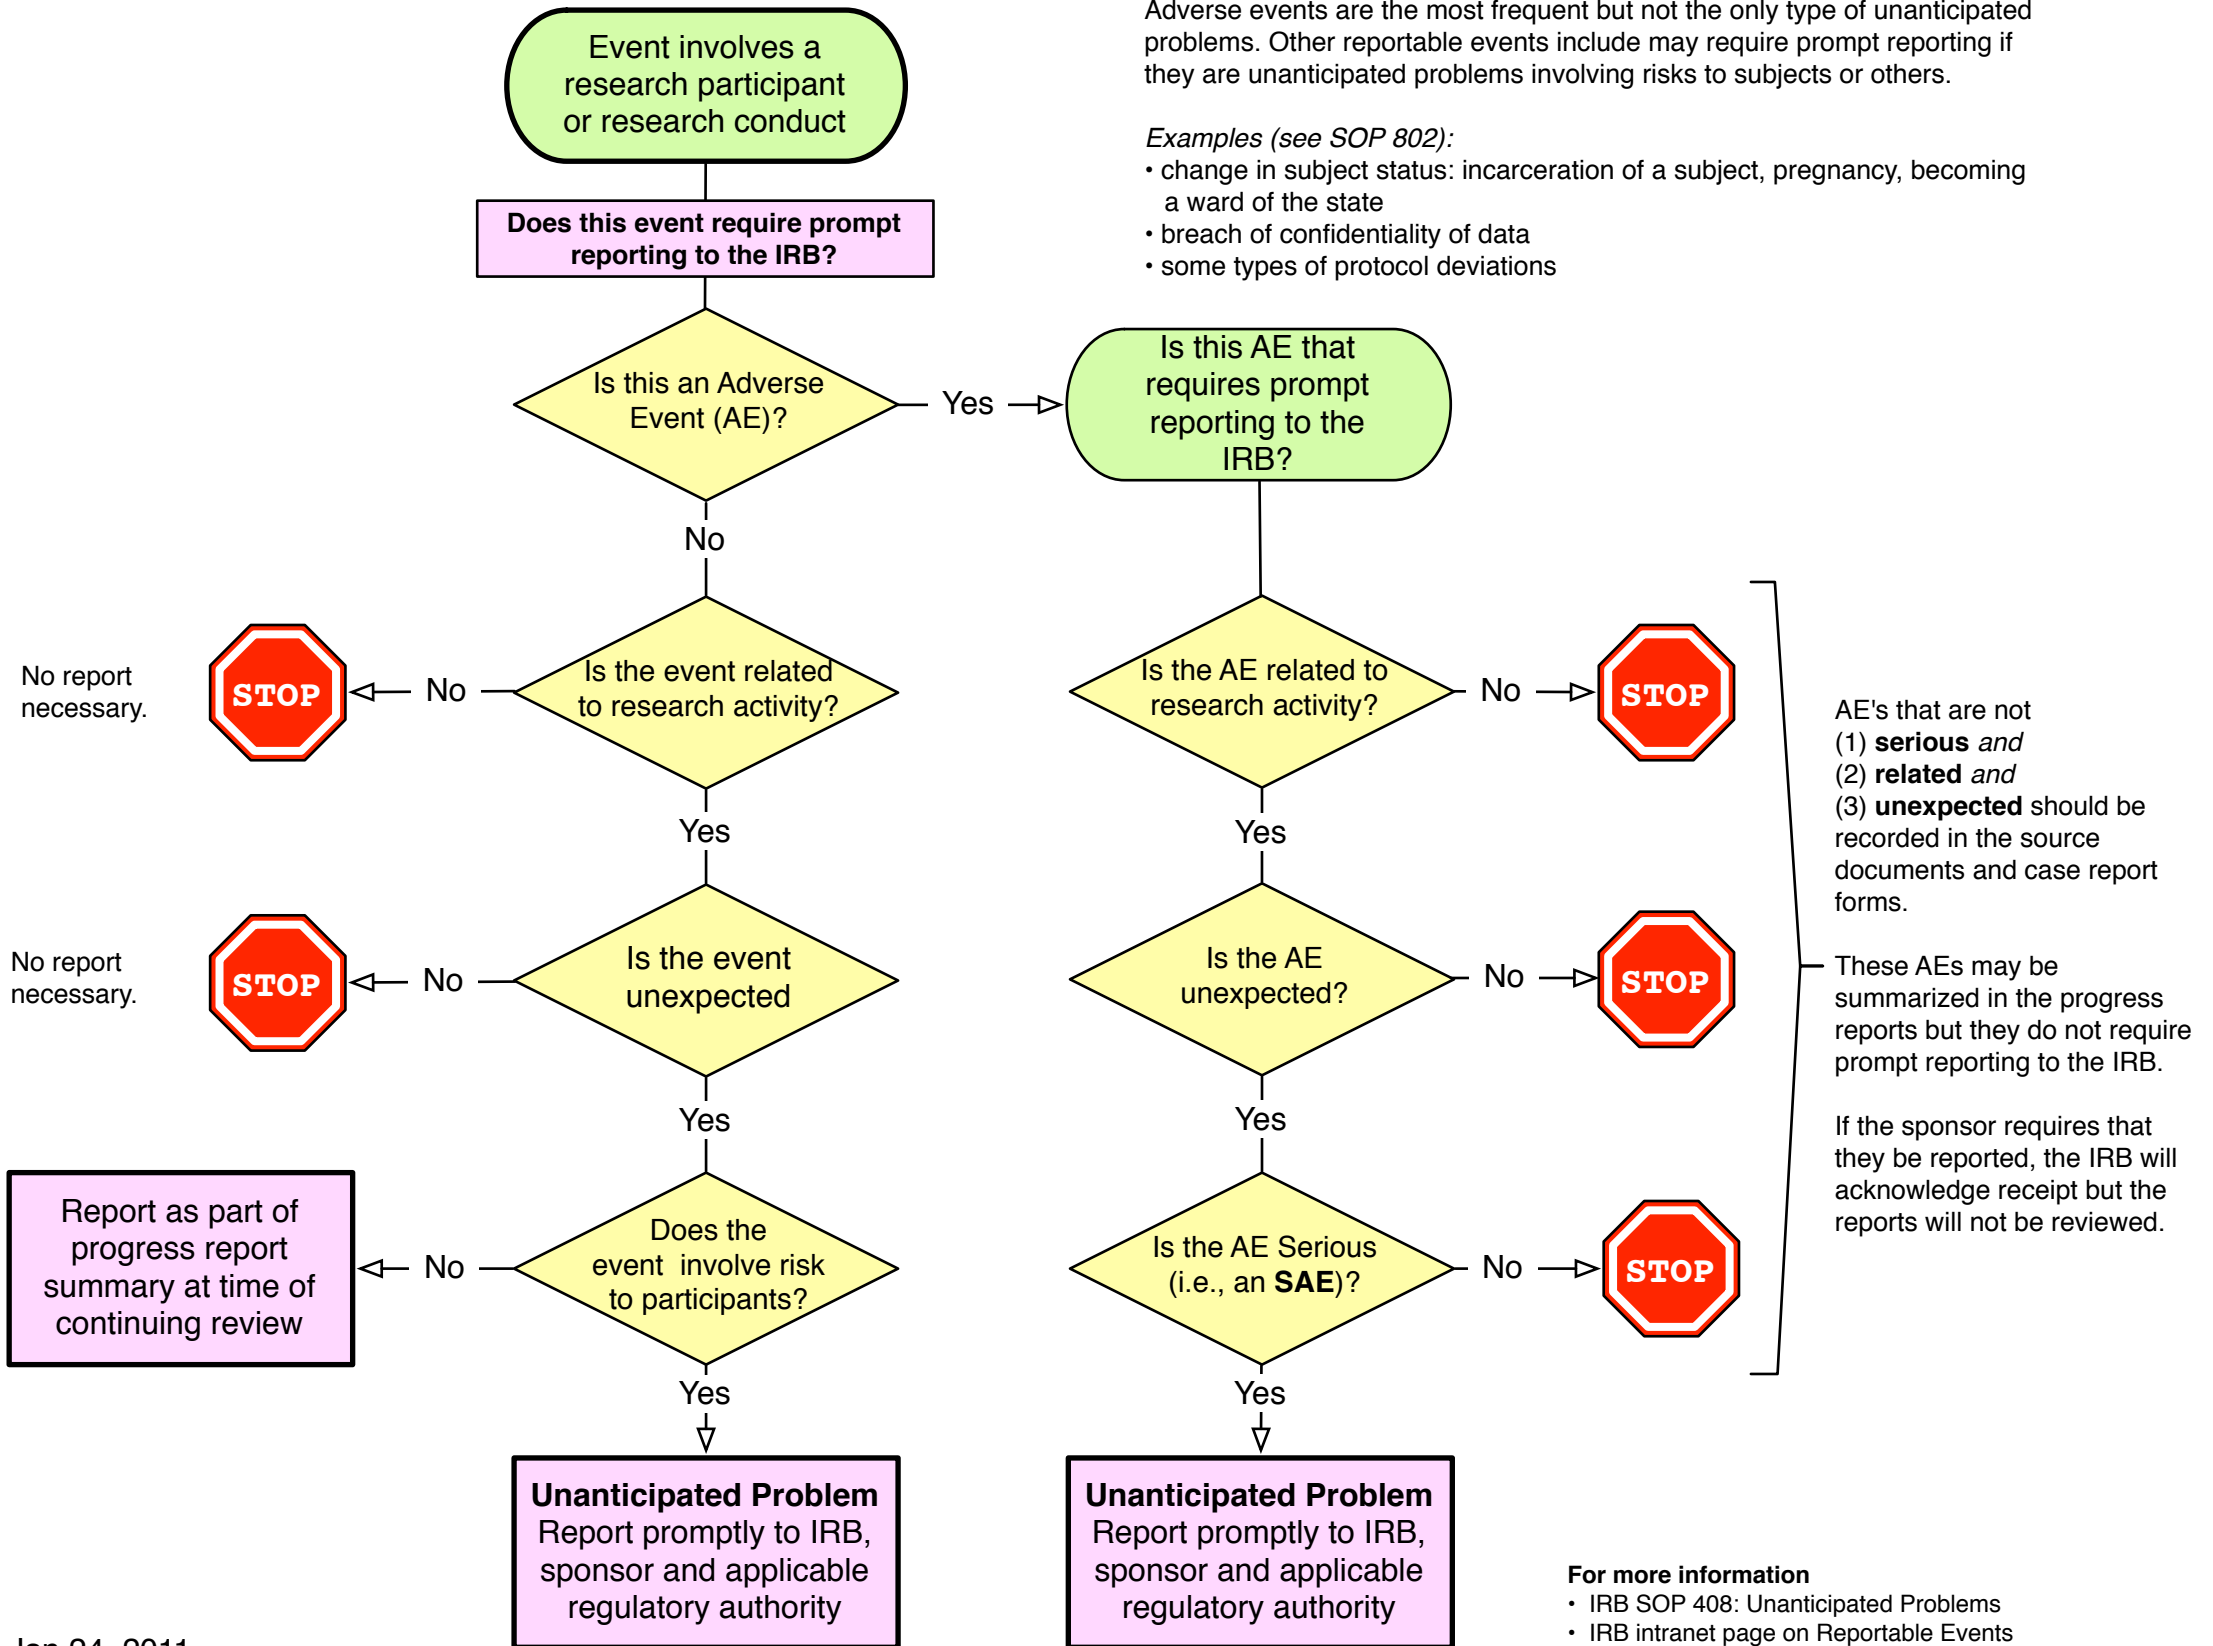 Adverse events are the most frequent but not the only type of unanticipated
problems. Other reportable events include may require prompt reporting if
they are unanticipated problems involving risks to subjects or others.
Examples (see SOP 802):
• change in subject status: incarceration of a subject, pregnancy, becoming
a ward of the state
• breach of confidentiality of data
• some types of protocol deviations
Event involves a
research participant
or research conduct
Does this event require prompt
reporting to the IRB?
Is this an Adverse
Event (AE)?
Yes
Is this AE that
requires prompt
reporting to the
IRB?
No
Is the event related
to research activity?
No
STOP
No report
necessary.
Yes
Is the event
unexpected
No
STOP
No report
necessary.
Yes
Does the
event involve risk
to participants?
No
Report as part of
progress report
summary at time of
continuing review
Yes
Unanticipated Problem
Report promptly to IRB,
sponsor and applicable
regulatory authority
Is the AE related to
research activity?
No
STOP
Yes
Is the AE
unexpected?
No
STOP
Yes
Is the AE Serious
(i.e., an SAE)?
No
STOP
Yes
Unanticipated Problem
Report promptly to IRB,
sponsor and applicable
regulatory authority
AE's that are not
(1) serious and
(2) related and
(3) unexpected should be
recorded in the source
documents and case report
forms.
These AEs may be
summarized in the progress
reports but they do not require
prompt reporting to the IRB.
If the sponsor requires that
they be reported, the IRB will
acknowledge receipt but the
reports will not be reviewed.
For more information
• IRB SOP 408: Unanticipated Problems
• IRB intranet page on Reportable Events
Jan 24, 2011